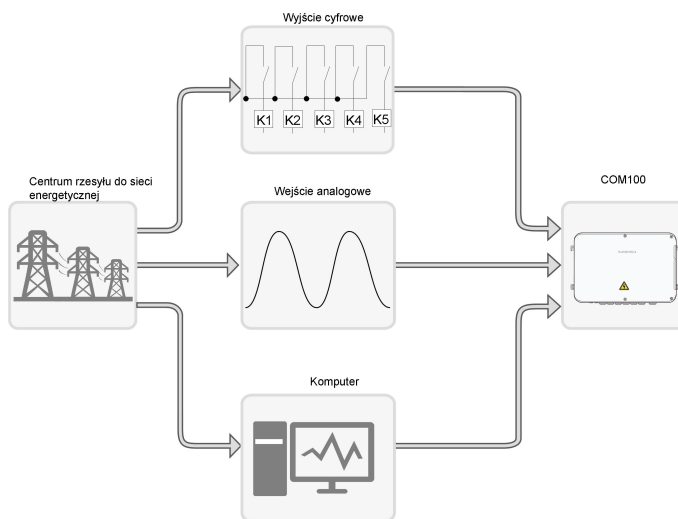 Wyjście cyfrowe
K1 K2 K3 K4 K5
Centrum rzesyłu do sieci
energetycznej
Wejście analogowe
COM100
Komputer